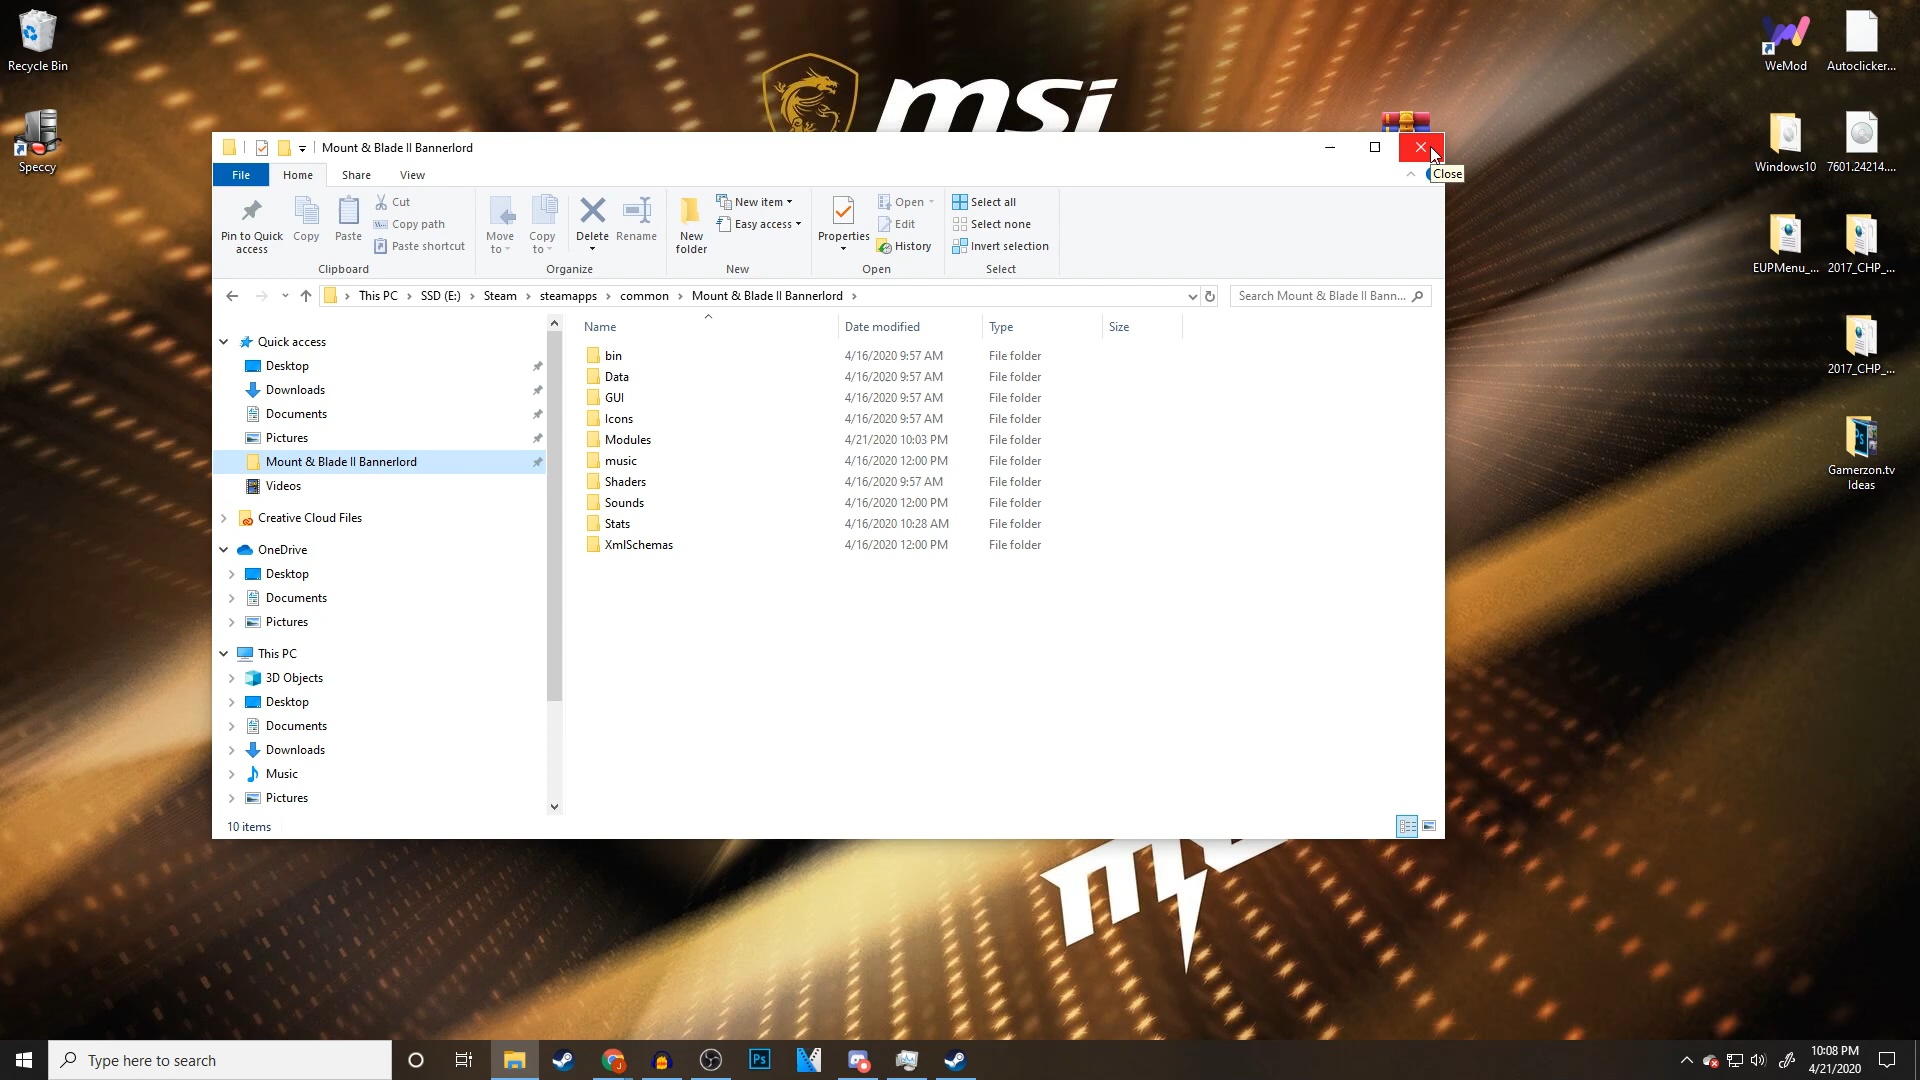 Recycle Bin
Speccy
msi
WeMod
Autoclicker...
Windows10
7601.24214....
EUPMenu_...
2017_CHP_...
2017_CHP_...
Gamerzon.tv
Ideas
Mount & Blade II Bannerlord
Close
File
Home
Share
View
Pin to Quick
access
Copy
Paste
Cut
Copy path
Paste shortcut
Clipboard
Move
to
Copy
to
Delete
Rename
Organize
New
folder
New item
Easy access
New
Properties
Open
Edit
History
Open
Select all
Select none
Invert selection
Select
This PC
SSD (E:)
Steam
steamapps
common
Mount & Blade II Bannerlord
Search Mount & Blade II Bann...
Quick access
Desktop
Downloads
Documents
Pictures
Mount & Blade II Bannerlord
Videos
Creative Cloud Files
OneDrive
Desktop
Documents
Pictures
This PC
3D Objects
Desktop
Documents
Downloads
Music
Pictures
Name Date modified Type Size
bin 4/16/2020 9:57 AM File folder
Data 4/16/2020 9:57 AM File folder
GUI 4/16/2020 9:57 AM File folder
Icons 4/16/2020 9:57 AM File folder
Modules 4/21/2020 10:03 PM File folder
music 4/16/2020 12:00 PM File folder
Shaders 4/16/2020 9:57 AM File folder
Sounds 4/16/2020 12:00 PM File folder
Stats 4/16/2020 10:28 AM File folder
XmlSchemas 4/16/2020 12:00 PM File folder
10 items
Type here to search
Ps
10:08 PM
4/21/2020